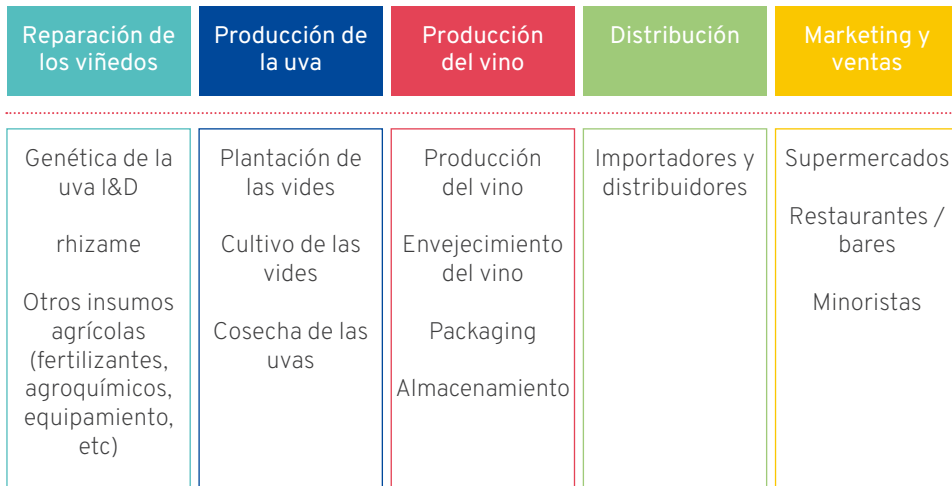 Reparación de
los viñedos
Producción de
la uva
Producción
del vino
Distribución
Marketing y
ventas
Genética de la
uva I&D
rhizame
Otros insumos
agrícolas
(fertilizantes,
agroquímicos,
equipamiento,
etc)
Plantación de
las vides
Cultivo de las
vides
Cosecha de las
uvas
Producción
del vino
Envejecimiento
del vino
Packaging
Almacenamiento
Importadores y
distribuidores
Supermercados
Restaurantes /
bares
Minoristas